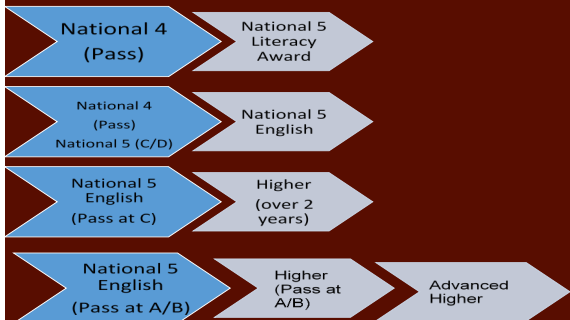 National 4
(Pass)
National 5
Literacy
Award
National 4
(Pass)
National 5 (C/D)
National 5
English
National 5
English
(Pass at C)
Higher
(over 2
years)
National 5
English
(Pass at A/B)
Higher
(Pass at
A/B)
Advanced
Higher